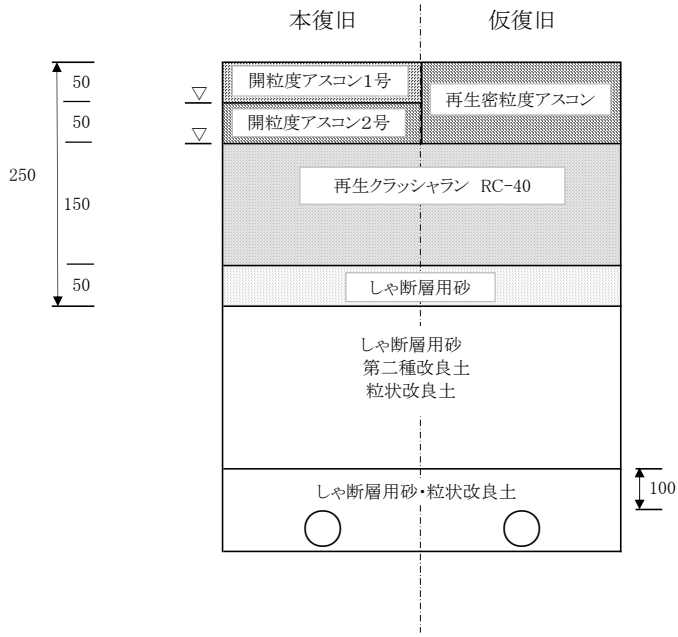 本復旧
仮復旧
50
開粒度アスコン1号
再生密粒度アスコン
▽
50
開粒度アスコン2号
▽
250
150
再生クラッシャラン RC-40
50
しゃ断層用砂
しゃ断層用砂
第二種改良土
粒状改良土
しゃ断層用砂・粒状改良土
100